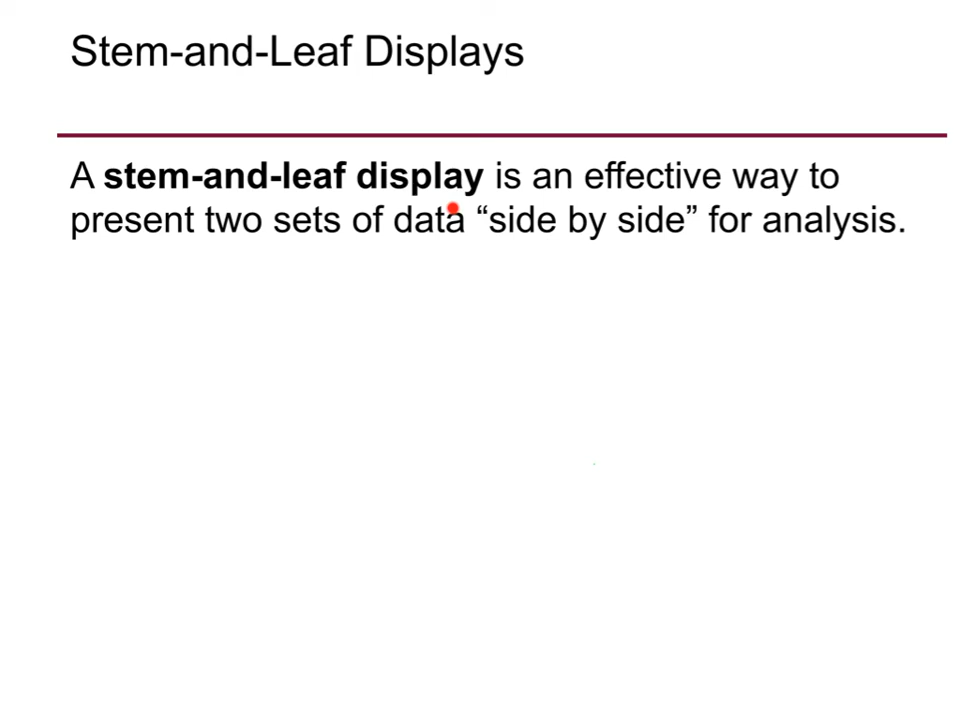 Stem-and-Leaf Displays
A stem-and-leaf display is an effective way to
present two sets of data “side by side” for analysis.